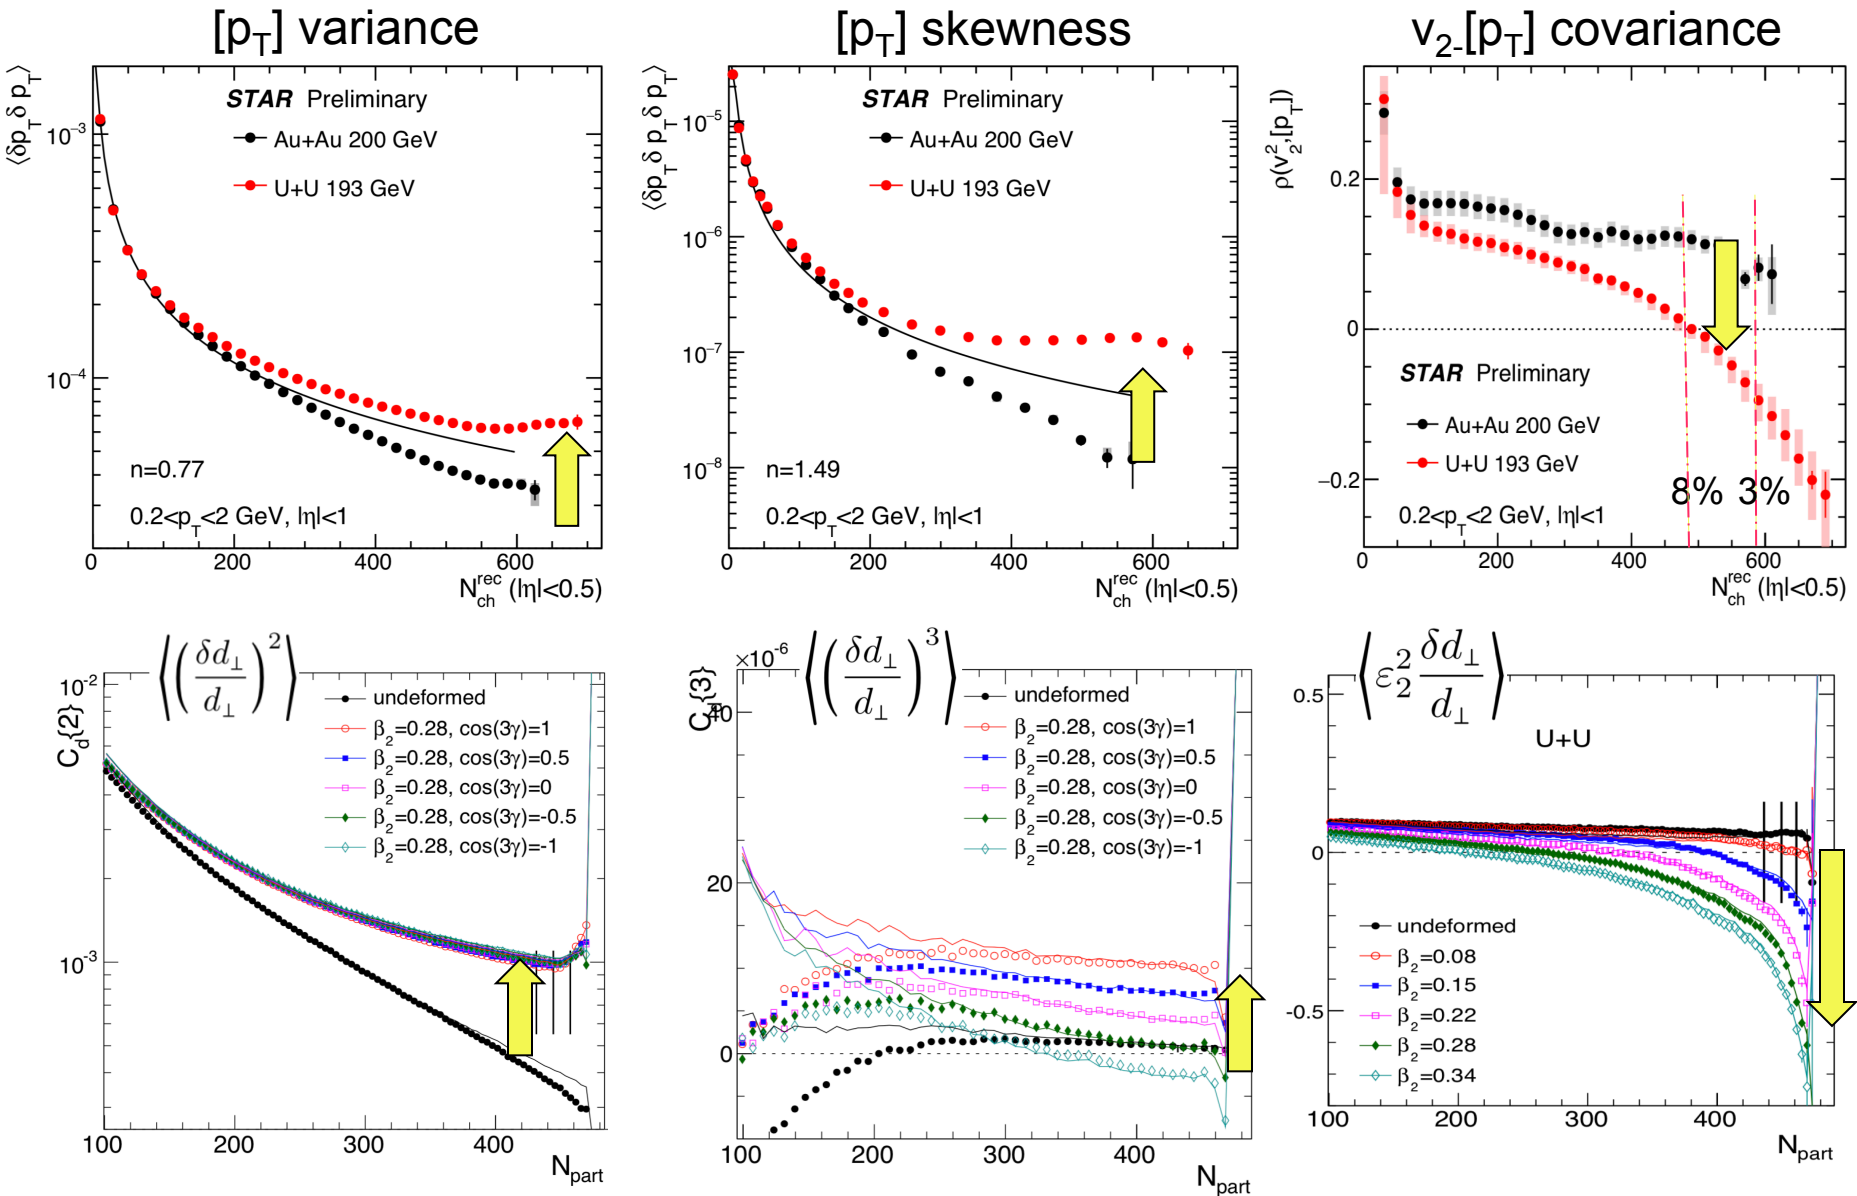 [p_T] variance
⟨δp_T δ p_T⟩
10^−3
10^−4
STAR Preliminary
Au+Au 200 GeV
U+U 193 GeV
n=0.77
0.2<p_T<2 GeV, |η|<1
0 200 400 600
N_ch^rec (|η|<0.5)
[p_T] skewness
⟨δp_T δ p_T δ p_T⟩
10^−5
10^−6
10^−7
10^−8
STAR Preliminary
Au+Au 200 GeV
U+U 193 GeV
n=1.49
0.2<p_T<2 GeV, |η|<1
0 200 400 600
N_ch^rec (|η|<0.5)
v_2-[p_T] covariance
ρ(v_2^2,[p_T])
0.2
0
−0.2
STAR Preliminary
Au+Au 200 GeV
U+U 193 GeV
8% 3%
0.2<p_T<2 GeV, |η|<1
0 200 400 600
N_ch^rec (|η|<0.5)
⟨(δd_⊥/d_⊥)^2⟩
C_d{2}
10^−2
10^−3
undeformed
β_2=0.28, cos(3γ)=1
β_2=0.28, cos(3γ)=0.5
β_2=0.28, cos(3γ)=0
β_2=0.28, cos(3γ)=-0.5
β_2=0.28, cos(3γ)=-1
100 200 300 400
N_part
×10^-6
⟨(δd_⊥/d_⊥)^3⟩
C_d{3}
40
20
0
undeformed
β_2=0.28, cos(3γ)=1
β_2=0.28, cos(3γ)=0.5
β_2=0.28, cos(3γ)=0
β_2=0.28, cos(3γ)=-0.5
β_2=0.28, cos(3γ)=-1
100 200 300 400
N_part
⟨ε_2^2 δd_⊥/d_⊥⟩
U+U
0.5
0
-0.5
undeformed
β_2=0.08
β_2=0.15
β_2=0.22
β_2=0.28
β_2=0.34
100 200 300 400
N_part